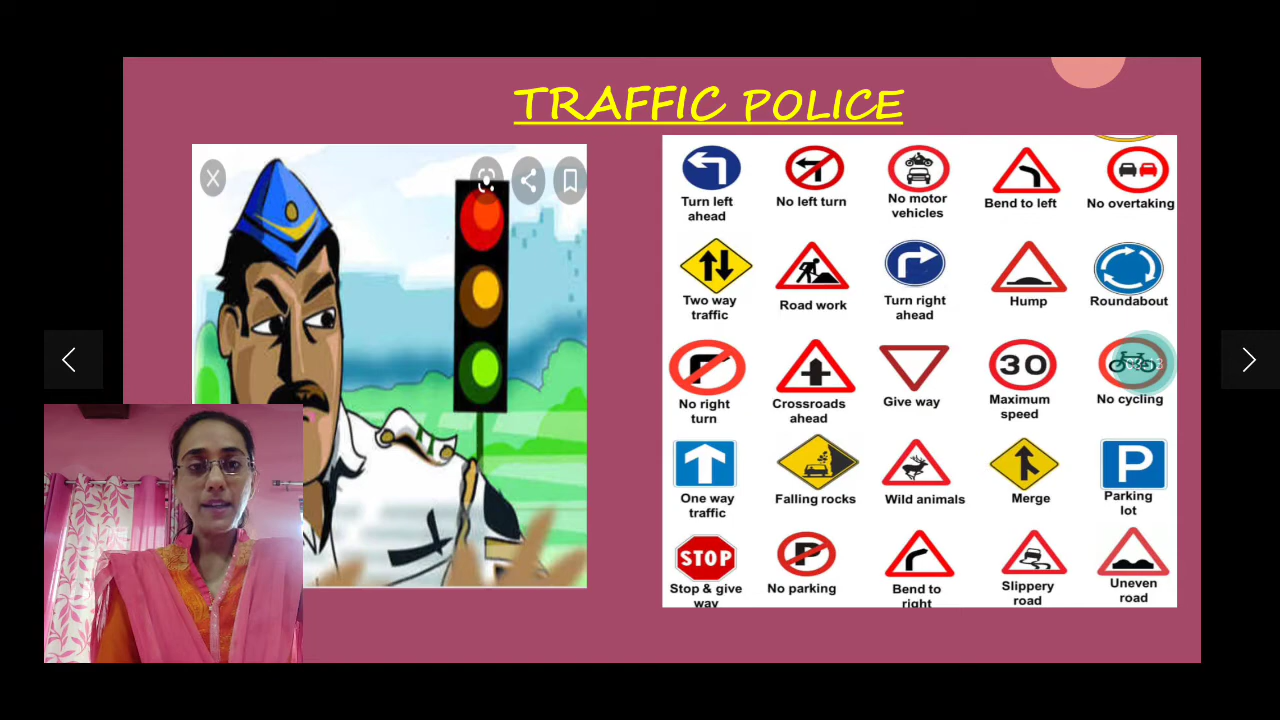 TRAFFIC POLICE
X
Turn left
ahead
No left turn
No motor
vehicles
Bend to left
No overtaking
Two way
traffic
Road work
Turn right
ahead
Hump
Roundabout
No right
turn
Crossroads
ahead
Give way
30
Maximum
speed
No cycling
One way
traffic
Falling rocks
Wild animals
Merge
P
Parking
lot
STOP
Stop & give
way
P
No parking
Bend to
right
Slippery
road
Uneven
road